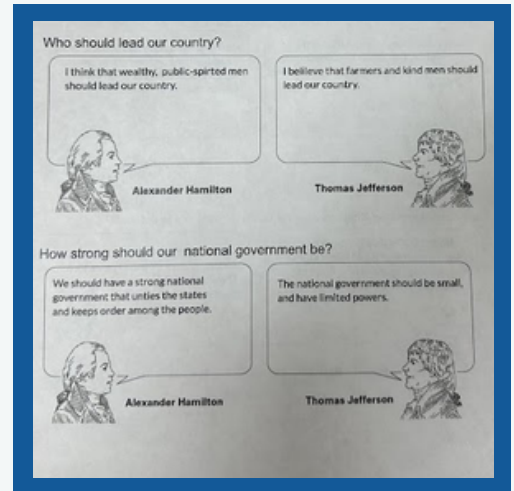 Who should lead our country?
I think that wealthy, public-spirted men
should lead our country.
I beilieve that farmers and kind men should
lead our country.
Alexander Hamilton
Thomas Jefferson
How strong should our national government be?
We should have a strong national
government that unties the states
and keeps order among the people.
The national government should be small,
and have limited powers.
Alexander Hamilton
Thomas Jefferson